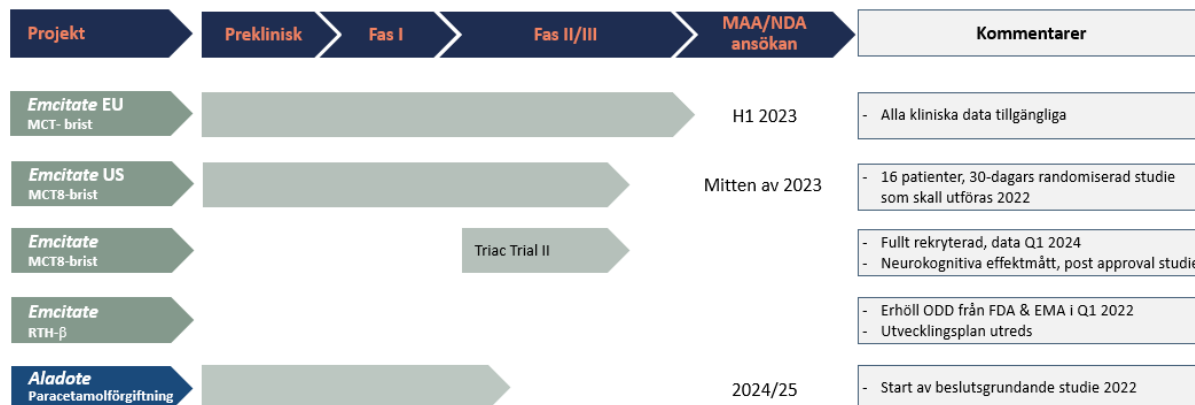 Projekt
Preklinisk
Fas I
Fas II/III
MAA/NDA
ansökan
Kommentarer
Emcitate EU
MCT- brist
H1 2023
- Alla kliniska data tillgängliga
Emcitate US
MCT8-brist
Mitten av 2023
- 16 patienter, 30-dagars randomiserad studie
som skall utföras 2022
Emcitate
MCT8-brist
Triac Trial II
- Fullt rekryterad, data Q1 2024
- Neurokognitiva effektmått, post approval studie
Emcitate
RTH-β
- Erhöll ODD från FDA & EMA i Q1 2022
- Utvecklingsplan utreds
Aladote
Paracetamolförgiftning
2024/25
- Start av beslutsgrundande studie 2022